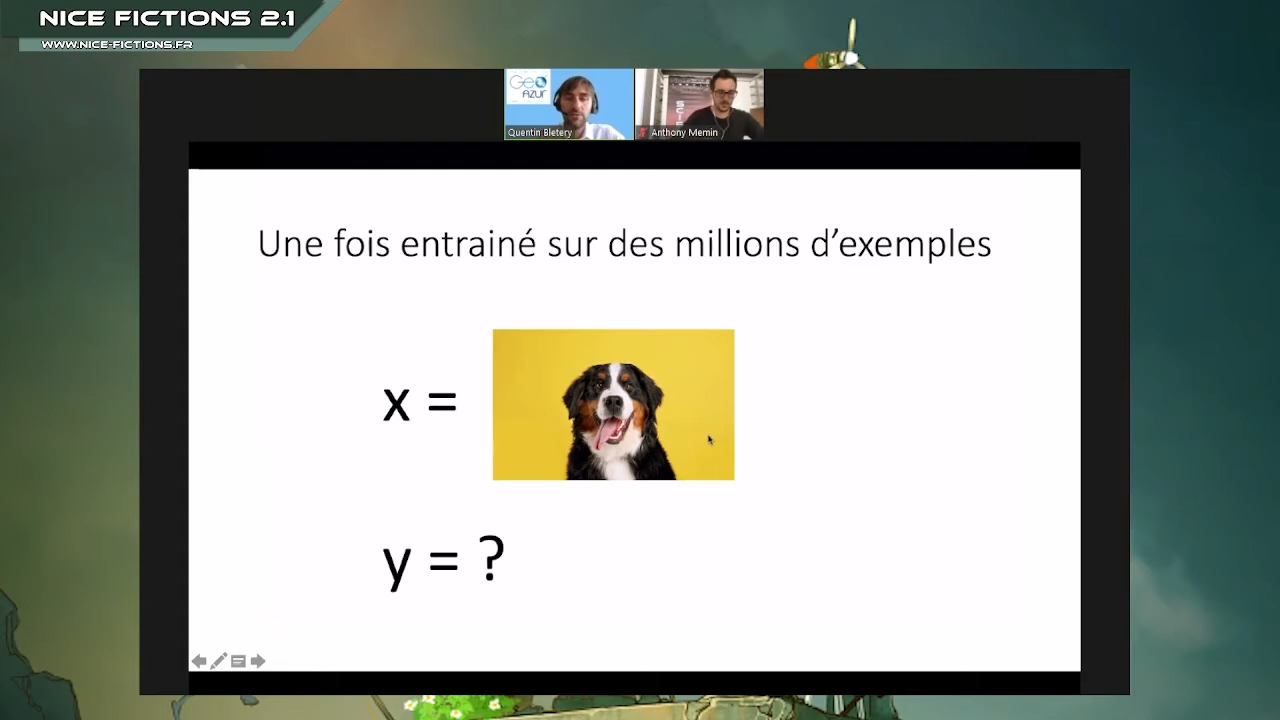 NICE FICTIONS 2.1
WWW.NICE-FICTIONS.FR
Geo
AZUR
Quentin Bletery
Anthony Memin
Une fois entrainé sur des millions d’exemples
x =
y = ?